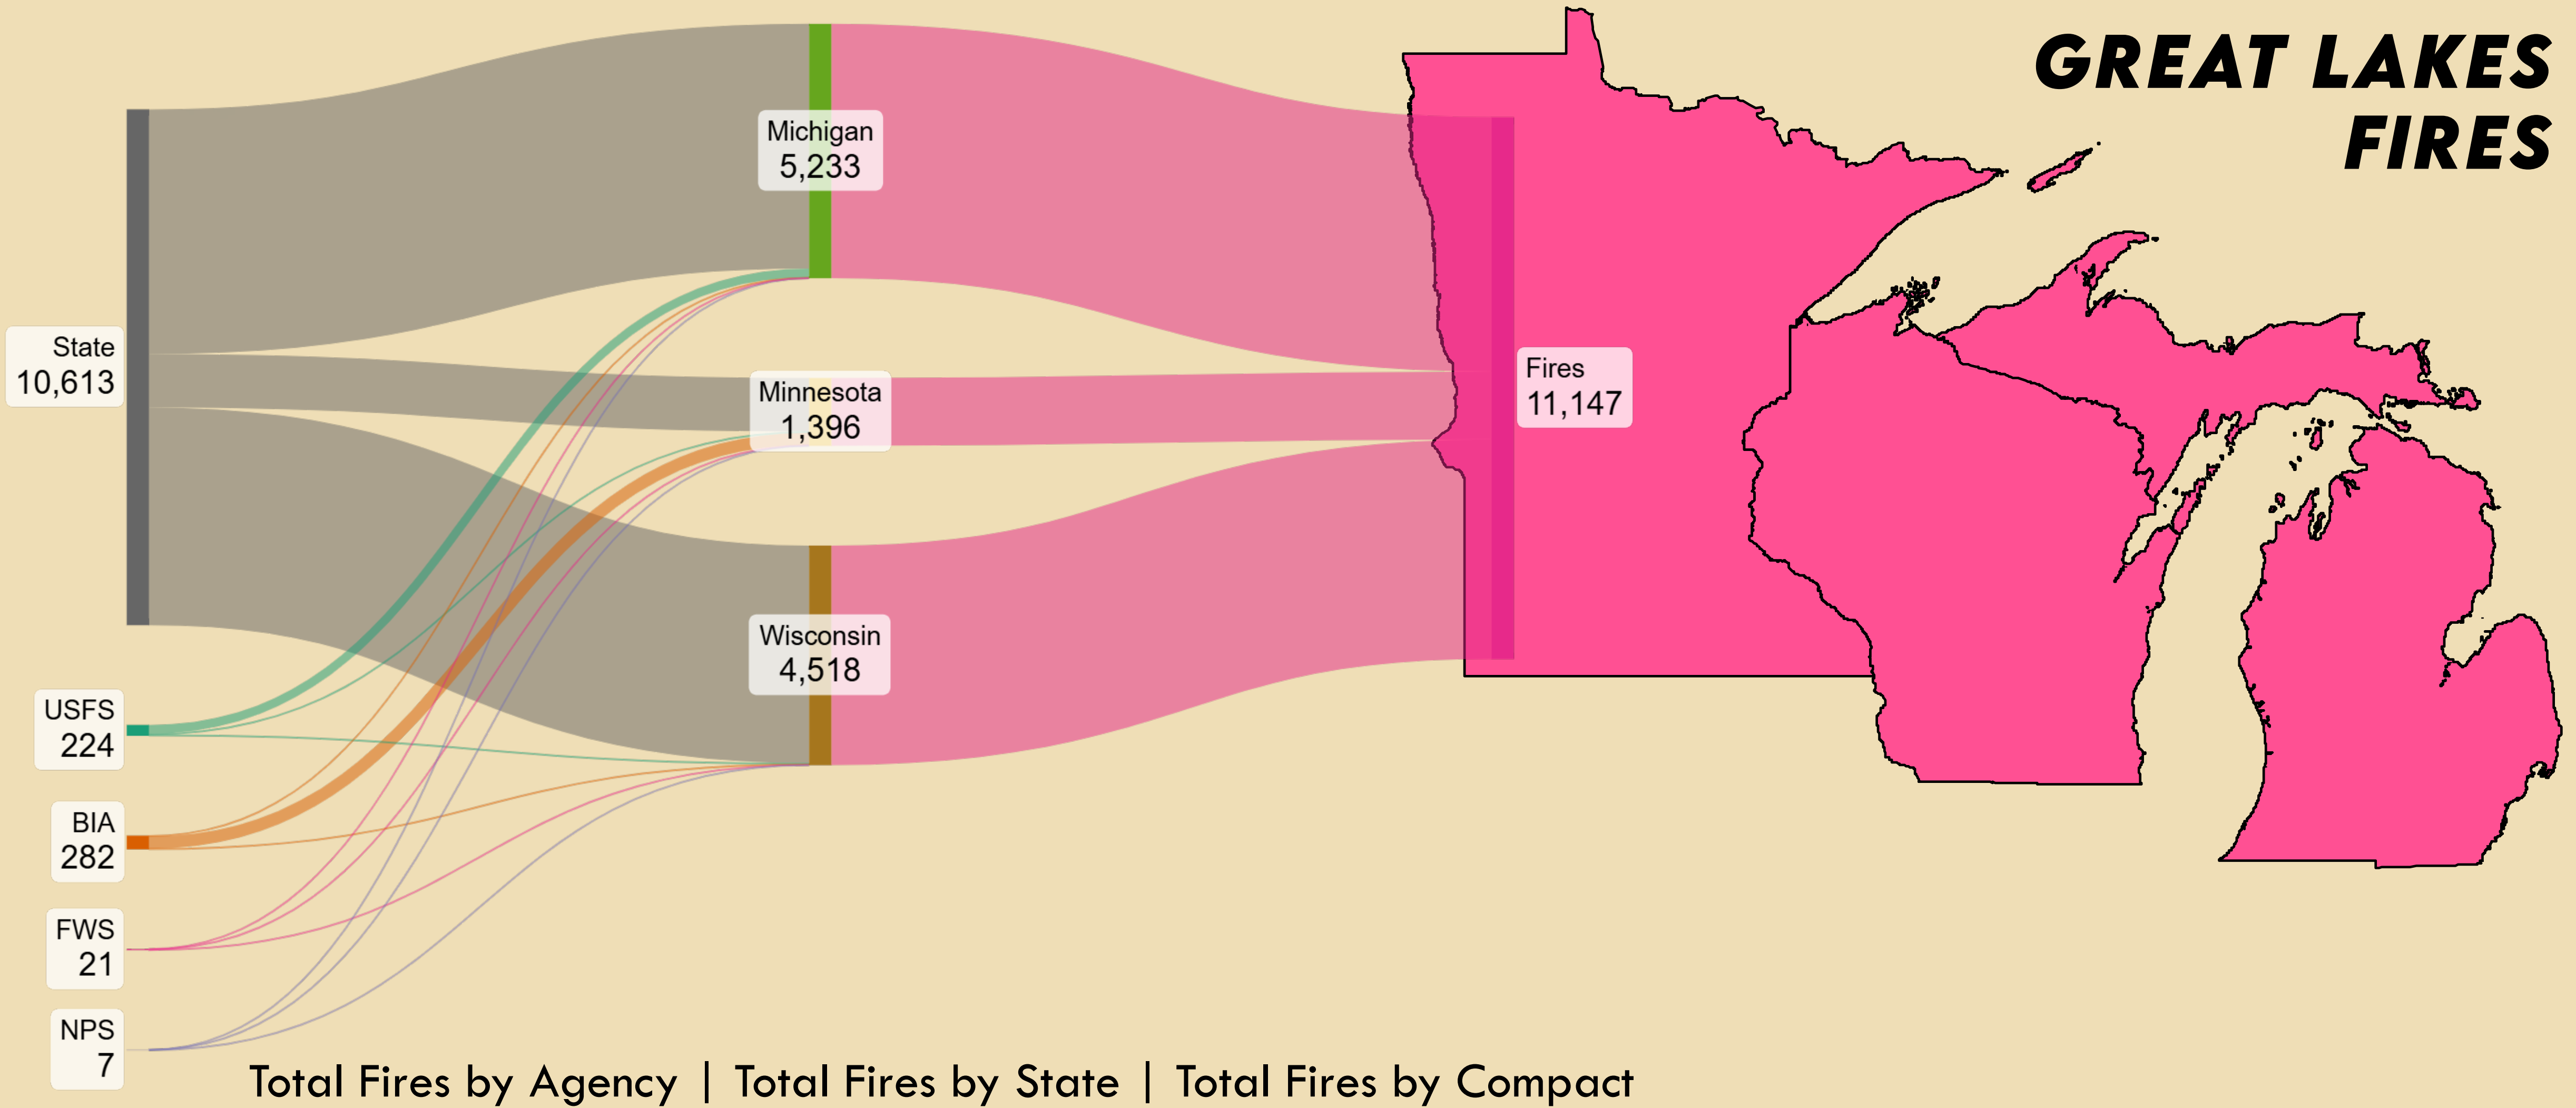 GREAT LAKES
FIRES
Michigan
5,233
State
10,613
Minnesota
1,396
Fires
11,147
Wisconsin
4,518
USFS
224
BIA
282
FWS
21
NPS
7
Total Fires by Agency | Total Fires by State | Total Fires by Compact